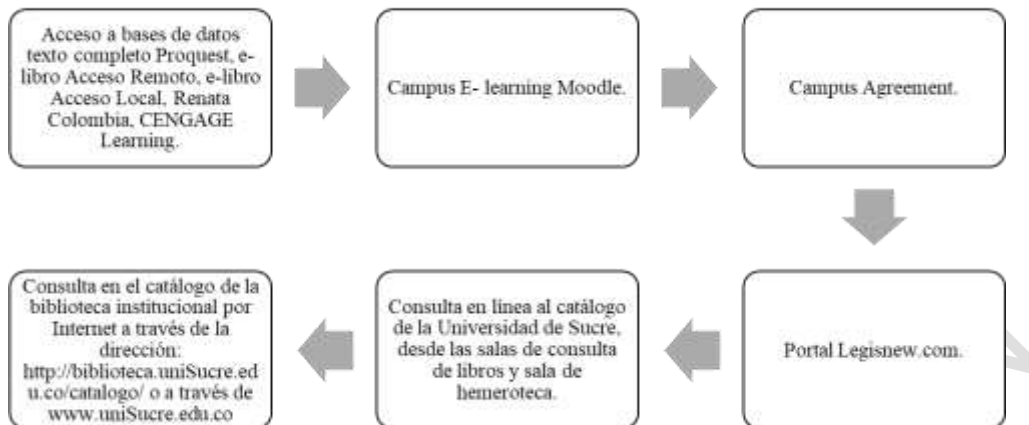 Acceso a bases de datos
texto completo Proquest, e-
libro Acceso Remoto, e-libro
Acceso Local, Renata
Colombia, CENGAGE
Learning.
Campus E- learning Moodle.
Campus Agreement.
Portal Legisnew.com.
Consulta en línea al catálogo
de la Universidad de Sucre,
desde las salas de consulta
de libros y sala de
hemeroteca.
Consulta en el catálogo de la
biblioteca institucional por
Internet a través de la
dirección:
http://biblioteca.uniSucre.ed
u.co/catalogo/ o a través de
www.uniSucre.edu.co